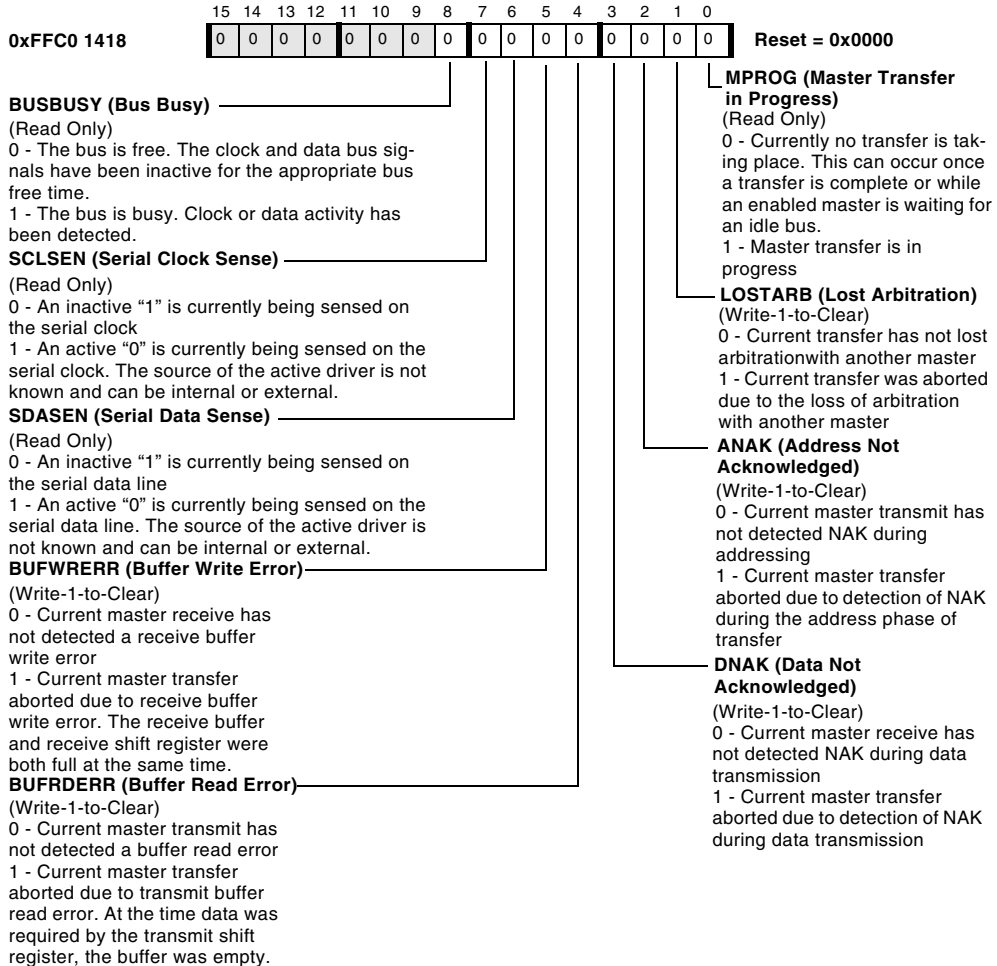 15 14 13 12 11 10 9 8 7 6 5 4 3 2 1 0
0xFFC0 1418
0 0 0 0 0 0 0 0 0 0 0 0 0 0 0 0
Reset = 0x0000
BUSBUSY (Bus Busy)
(Read Only)
0 - The bus is free. The clock and data bus sig-
nals have been inactive for the appropriate bus
free time.
1 - The bus is busy. Clock or data activity has
been detected.
SCLSEN (Serial Clock Sense)
(Read Only)
0 - An inactive “1” is currently being sensed on
the serial clock
1 - An active “0” is currently being sensed on the
serial clock. The source of the active driver is not
known and can be internal or external.
SDASEN (Serial Data Sense)
(Read Only)
0 - An inactive “1” is currently being sensed on
the serial data line
1 - An active “0” is currently being sensed on the
serial data line. The source of the active driver is
not known and can be internal or external.
BUFWRERR (Buffer Write Error)
(Write-1-to-Clear)
0 - Current master receive has
not detected a receive buffer
write error
1 - Current master transfer
aborted due to receive buffer
write error. The receive buffer
and receive shift register were
both full at the same time.
BUFRDERR (Buffer Read Error)
(Write-1-to-Clear)
0 - Current master transmit has
not detected a buffer read error
1 - Current master transfer
aborted due to transmit buffer
read error. At the time data was
required by the transmit shift
register, the buffer was empty.
MPROG (Master Transfer
in Progress)
(Read Only)
0 - Currently no transfer is tak-
ing place. This can occur once
a transfer is complete or while
an enabled master is waiting for
an idle bus.
1 - Master transfer is in
progress
LOSTARB (Lost Arbitration)
(Write-1-to-Clear)
0 - Current transfer has not lost
arbitrationwith another master
1 - Current transfer was aborted
due to the loss of arbitration
with another master
ANAK (Address Not
Acknowledged)
(Write-1-to-Clear)
0 - Current master transmit has
not detected NAK during
addressing
1 - Current master transfer
aborted due to detection of NAK
during the address phase of
transfer
DNAK (Data Not
Acknowledged)
(Write-1-to-Clear)
0 - Current master receive has
not detected NAK during data
transmission
1 - Current master transfer
aborted due to detection of NAK
during data transmission